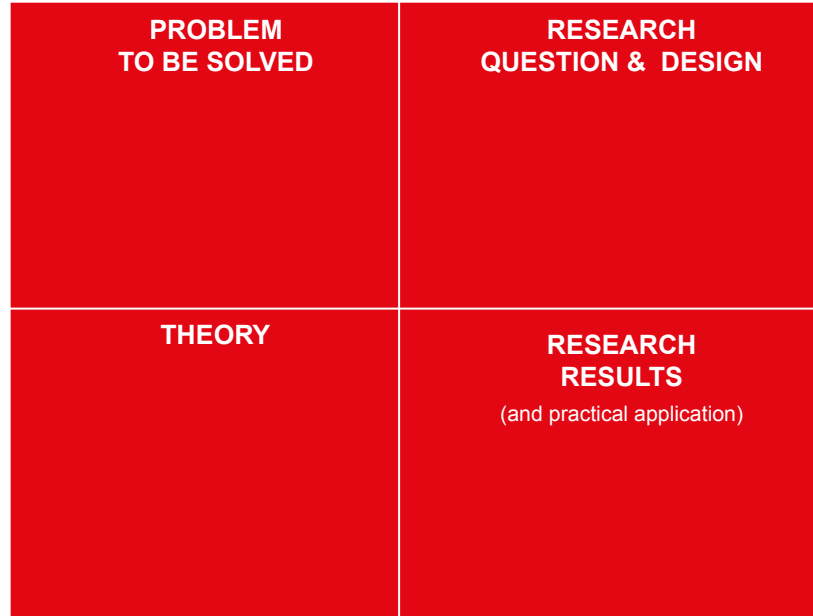 PROBLEM
TO BE SOLVED
RESEARCH
QUESTION & DESIGN
THEORY
RESEARCH
RESULTS
(and practical application)